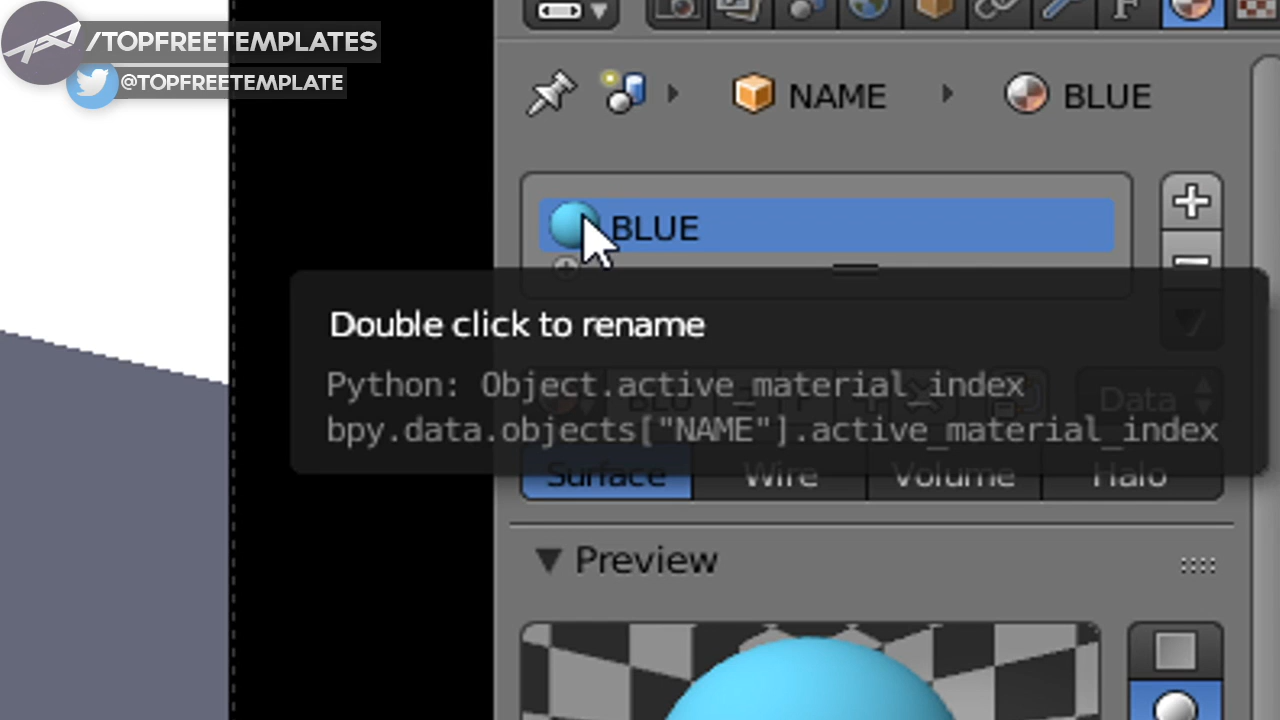 /TOPFREETEMPLATES
@TOPFREETEMPLATE
NAME
BLUE
BLUE
Double click to rename
Python: Object.active_material_index
bpy.data.objects["NAME"].active_material_index
Data
Surface
Wire
Volume
Halo
Preview